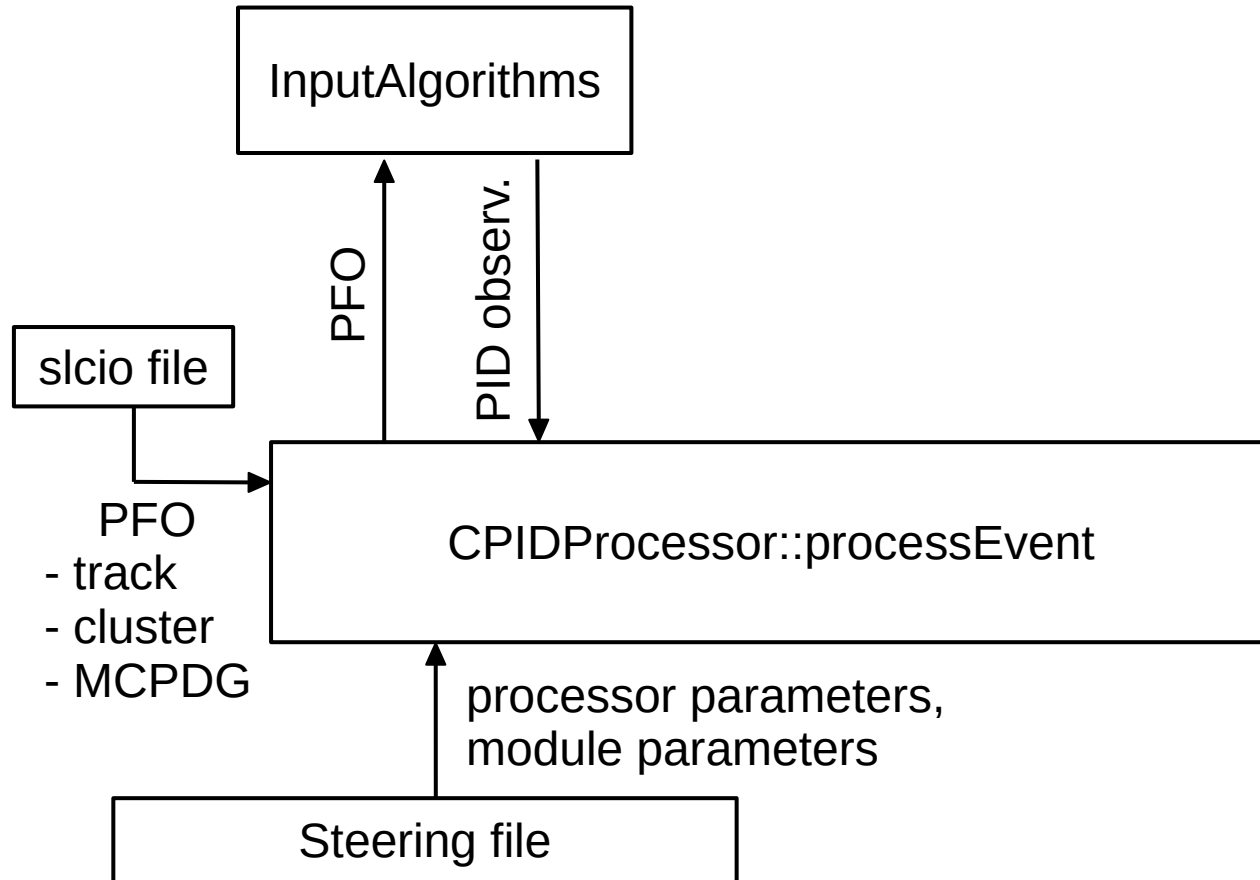 InputAlgorithms
PFO
PID observ.
slcio file
PFO
- track
- cluster
- MCPDG
CPIDProcessor::processEvent
processor parameters,
module parameters
Steering file